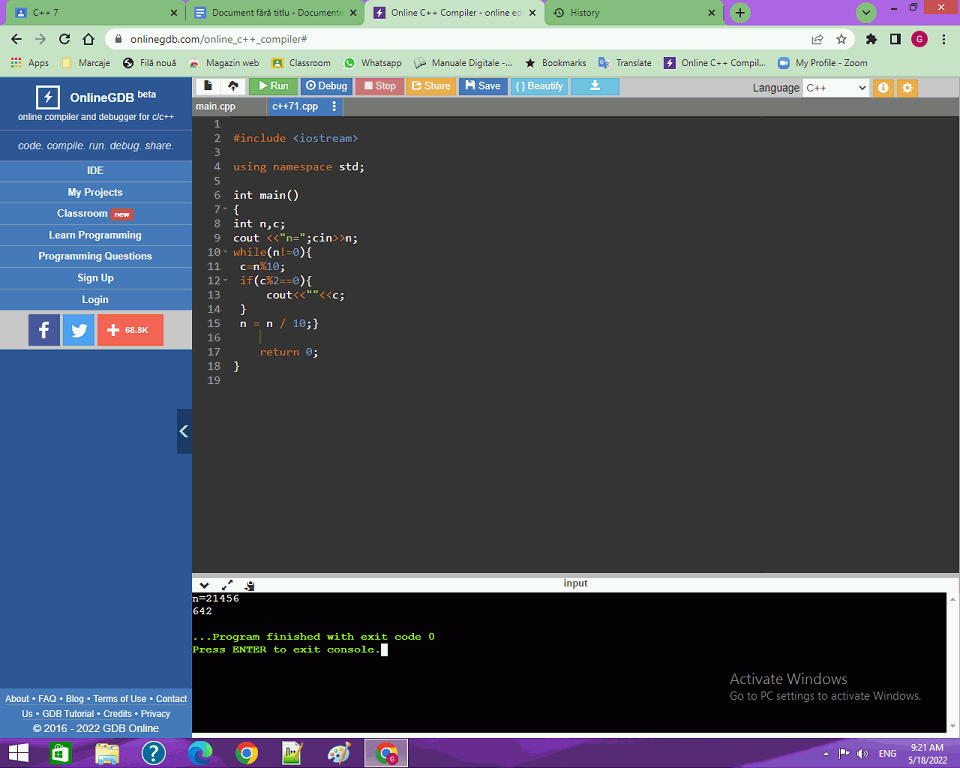 C++ 7
Document fără titlu - Documente
Online C++ Compiler - online ed
History
onlinegdb.com/online_c++_compiler#
Apps
Marcaje
Filă nouă
Magazin web
Classroom
Whatsapp
Manuale Digitale -...
Bookmarks
Translate
Online C++ Compil...
My Profile - Zoom
OnlineGDB beta
online compiler and debugger for c/c++
code. compile. run. debug. share.
IDE
My Projects
Classroom new
Learn Programming
Programming Questions
Sign Up
Login
f
+ 68.8K
About • FAQ • Blog • Terms of Use • Contact
Us • GDB Tutorial • Credits • Privacy
© 2016 - 2022 GDB Online
Run Debug Stop Share Save { } Beautify
Language C++
main.cpp c++71.cpp
1
2 #include <iostream>
3
4 using namespace std;
5
6 int main()
7 {
8 int n,c;
9 cout <<"n=";cin>>n;
10 while(n!=0){
11 c=n%10;
12 if(c%2==0){
13 cout<<""<<c;
14 }
15 n = n / 10;}
16
17 return 0;
18 }
19
input
n=21456
642
...Program finished with exit code 0
Press ENTER to exit console.
Activate Windows
Go to PC settings to activate Windows.
ENG
9:21 AM
5/18/2022